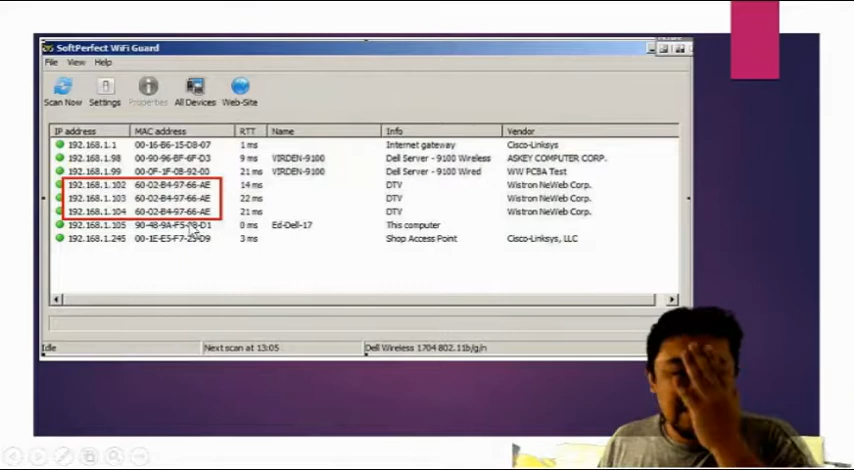 SoftPerfect WiFi Guard
File View Help
Scan Now Settings Properties All Devices Web-Site
IP address MAC address RTT Name Info Vendor
192.168.1.1 00-16-B6-15-D8-07 1 ms Internet gateway Cisco-Linksys
192.168.1.98 00-90-96-BF-6F-D3 9 ms VIRDEN-9100 Dell Server - 9100 Wireless ASKEY COMPUTER CORP.
192.168.1.99 00-0F-1F-0B-92-00 21 ms VIRDEN-9100 Dell Server - 9100 Wired WW PCBA Test
192.168.1.102 60-02-B4-97-66-AE 14 ms DTV Wistron NeWeb Corp.
192.168.1.103 60-02-B4-97-66-AE 22 ms DTV Wistron NeWeb Corp.
192.168.1.104 60-02-B4-97-66-AE 21 ms DTV Wistron NeWeb Corp.
192.168.1.105 0 ms Ed-Dell-17 This computer
192.168.1.245 3 ms Shop Access Point Cisco-Linksys, LLC
Idle Next scan at 13:05 Dell Wireless 1704 802.11b/g/n